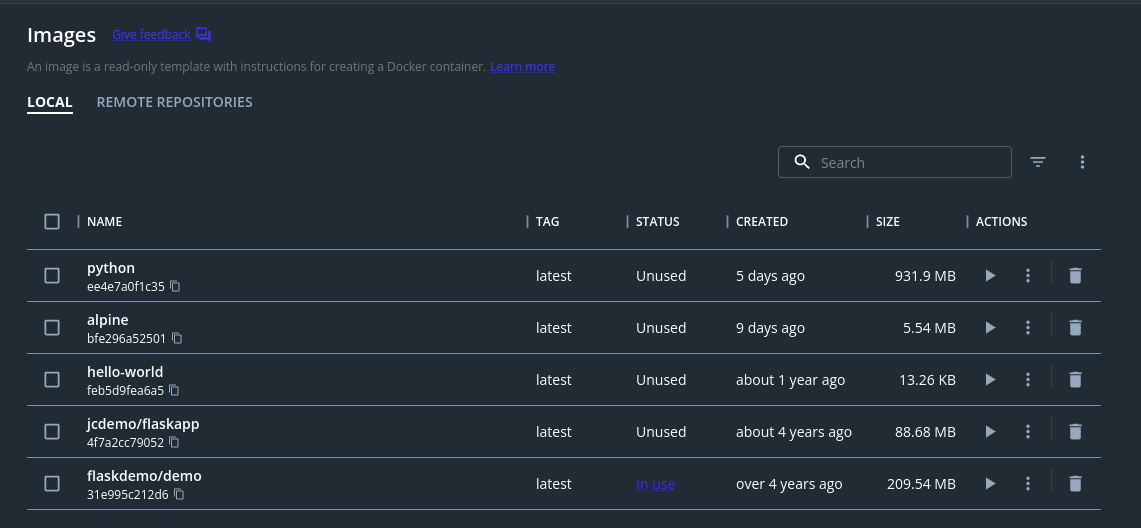 Images Give feedback
An image is a read-only template with instructions for creating a Docker container. Learn more
LOCAL REMOTE REPOSITORIES
Search
NAME TAG STATUS CREATED SIZE ACTIONS
python
ee4e7a0f1c35
latest Unused 5 days ago 931.9 MB
alpine
bfe296a52501
latest Unused 9 days ago 5.54 MB
hello-world
feb5d9fea6a5
latest Unused about 1 year ago 13.26 KB
jcdemo/flaskapp
4f7a2cc79052
latest Unused about 4 years ago 88.68 MB
flaskdemo/demo
31e995c212d6
latest In use over 4 years ago 209.54 MB